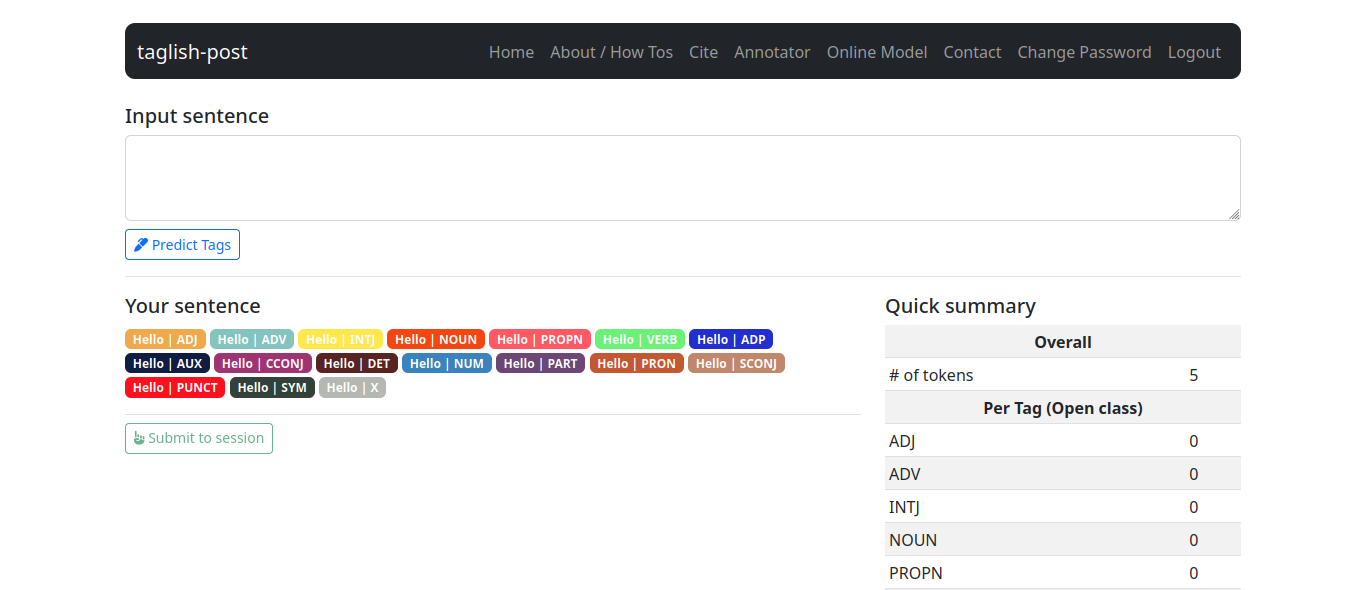 taglish-post Home About / How Tos Cite Annotator Online Model Contact Change Password Logout
Input sentence
Predict Tags
Your sentence
Hello | ADJ Hello | ADV Hello | INTJ Hello | NOUN Hello | PROPN Hello | VERB Hello | ADP
Hello | AUX Hello | CCONJ Hello | DET Hello | NUM Hello | PART Hello | PRON Hello | SCONJ
Hello | PUNCT Hello | SYM Hello | X
Submit to session
Quick summary
Overall
# of tokens 5
Per Tag (Open class)
ADJ 0
ADV 0
INTJ 0
NOUN 0
PROPN 0